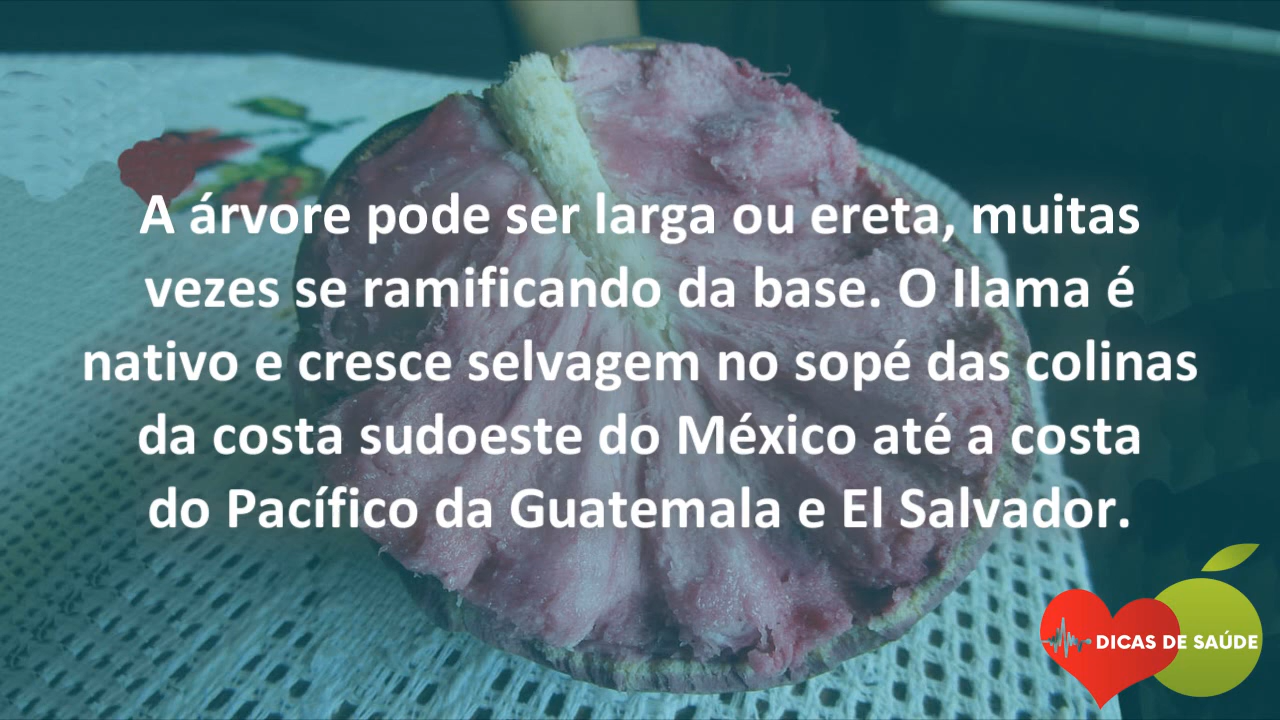 A árvore pode ser larga ou ereta, muitas
vezes se ramificando da base. O Ilama é
nativo e cresce selvagem no sopé das colinas
da costa sudoeste do México até a costa
do Pacífico da Guatemala e El Salvador.
DICAS DE SAÚDE